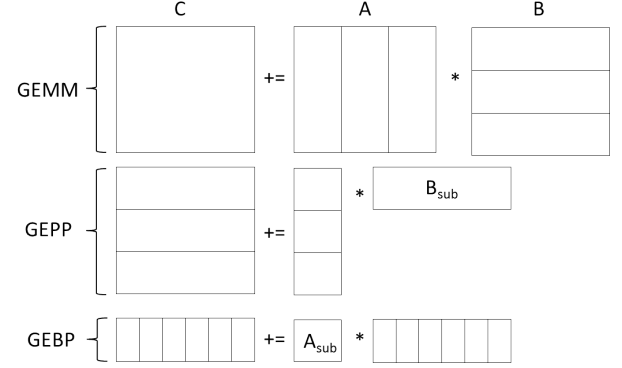 C A B
GEMM += *
GEPP += * Bsub
GEBP += Asub *